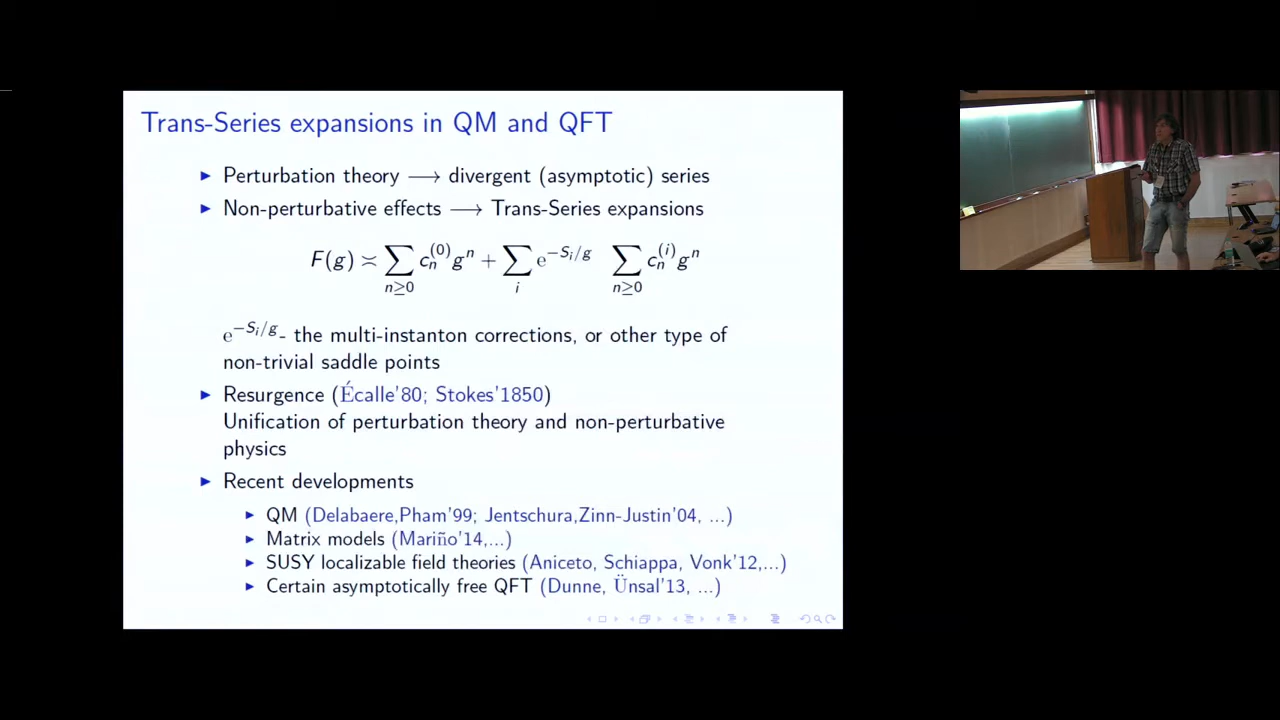 Trans-Series expansions in QM and QFT
▶ Perturbation theory ⟶ divergent (asymptotic) series
▶ Non-perturbative effects ⟶ Trans-Series expansions
F(g) ≍ ∑_{n≥0} c_n^{(0)} g^n + ∑_i e^{-S_i/g} ∑_{n≥0} c_n^{(i)} g^n
e^{-S_i/g}- the multi-instanton corrections, or other type of
non-trivial saddle points
▶ Resurgence (Écalle'80; Stokes'1850)
Unification of perturbation theory and non-perturbative
physics
▶ Recent developments
▶ QM (Delabaere,Pham'99; Jentschura,Zinn-Justin'04, ...)
▶ Matrix models (Mariño'14,...)
▶ SUSY localizable field theories (Aniceto, Schiappa, Vonk'12,...)
▶ Certain asymptotically free QFT (Dunne, Ünsal'13, ...)